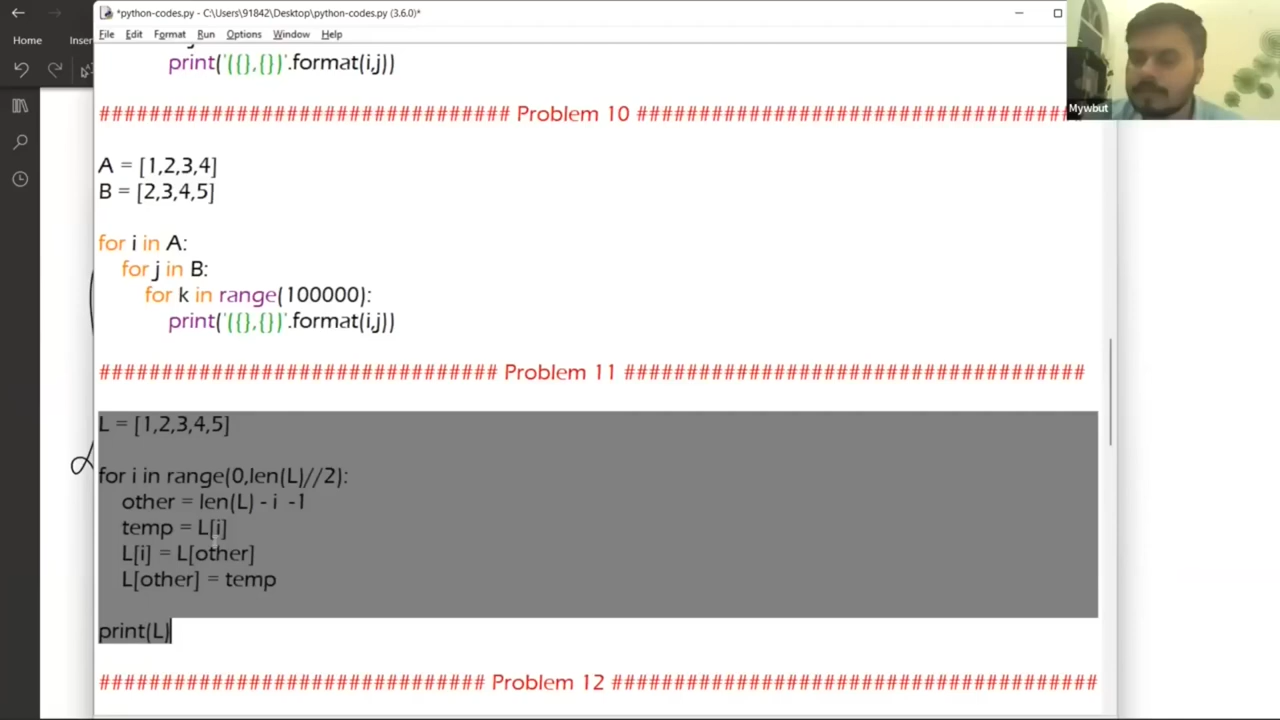 *python-codes.py - C:\Users\91842\Desktop\python-codes.py (3.6.0)*
Home
File Edit Format Run Options Window Help
print('({},{})'.format(i,j))
Mywbut
################################# Problem 10 ##################################
A = [1,2,3,4]
B = [2,3,4,5]
for i in A:
for j in B:
for k in range(100000):
print('({},{})'.format(i,j))
################################ Problem 11 #####################################
L = [1,2,3,4,5]
for i in range(0,len(L)//2):
other = len(L) - i -1
temp = L[i]
L[i] = L[other]
L[other] = temp
print(L)
############################### Problem 12 #######################################